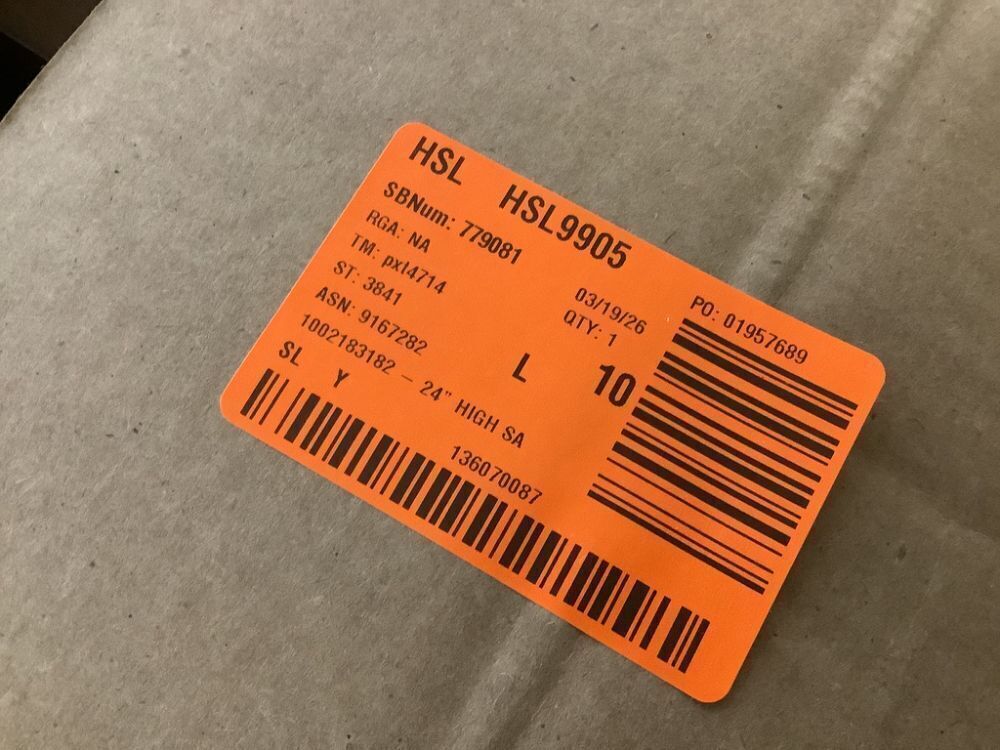 HSL HSL9905
SBNum: 779081
RGA: NA
TM: pxl4714
ST: 3841
ASN: 9167282
03/19/26
QTY: 1
L 10
1002183182 - 24" HIGH SA
SL Y
136070087
PO: 01957689